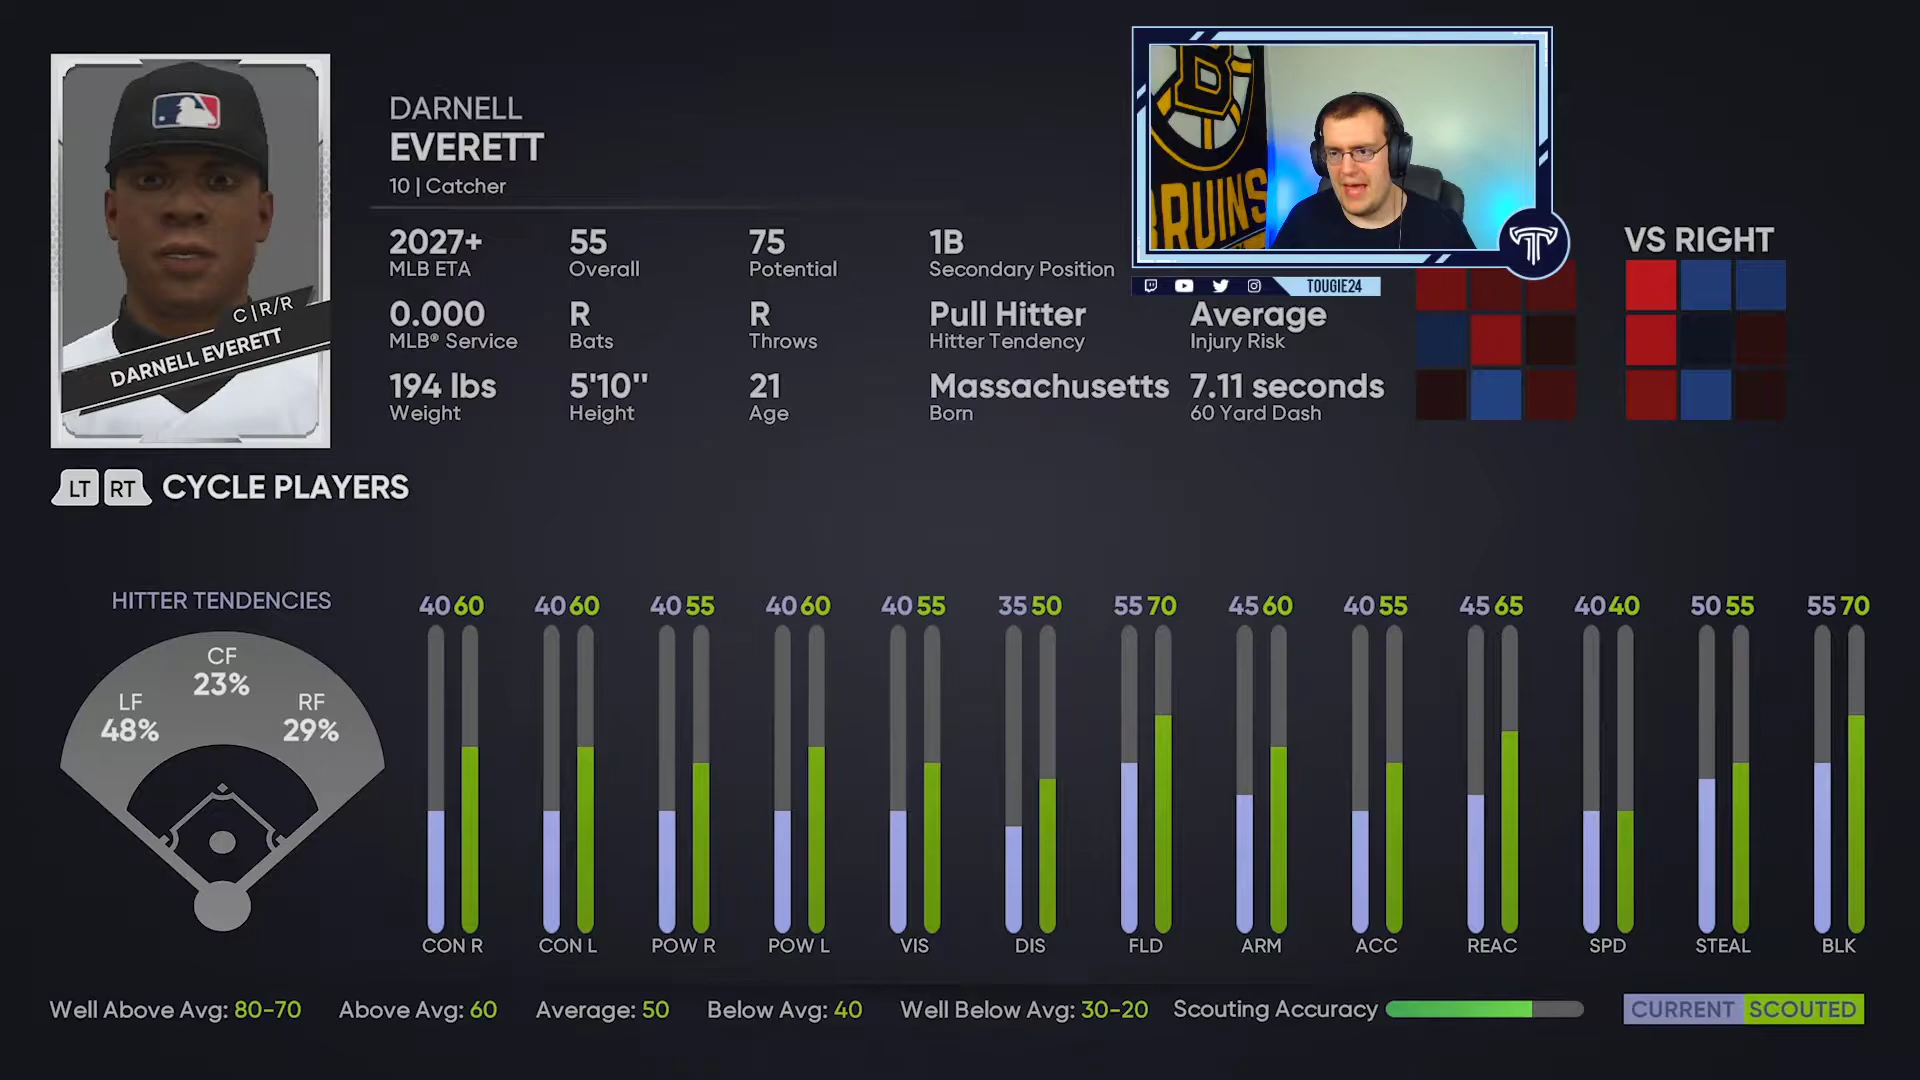 DARNELL
EVERETT
10 | Catcher
C | R/R
DARNELL EVERETT
2027+
MLB ETA
55
Overall
75
Potential
1B
Secondary Position
0.000
MLB® Service
R
Bats
R
Throws
Pull Hitter
Hitter Tendency
Average
Injury Risk
194 lbs
Weight
5'10''
Height
21
Age
Massachusetts
Born
7.11 seconds
60 Yard Dash
B
BRUINS
TOUGIE24
VS RIGHT
LT RT CYCLE PLAYERS
HITTER TENDENCIES
CF
23%
LF
48%
RF
29%
40 60 40 60 40 55 40 60 40 55 35 50 55 70 45 60 40 55 45 65 40 40 50 55 55 70
CON R CON L POW R POW L VIS DIS FLD ARM ACC REAC SPD STEAL BLK
Well Above Avg: 80-70 Above Avg: 60 Average: 50 Below Avg: 40 Well Below Avg: 30-20 Scouting Accuracy CURRENT SCOUTED